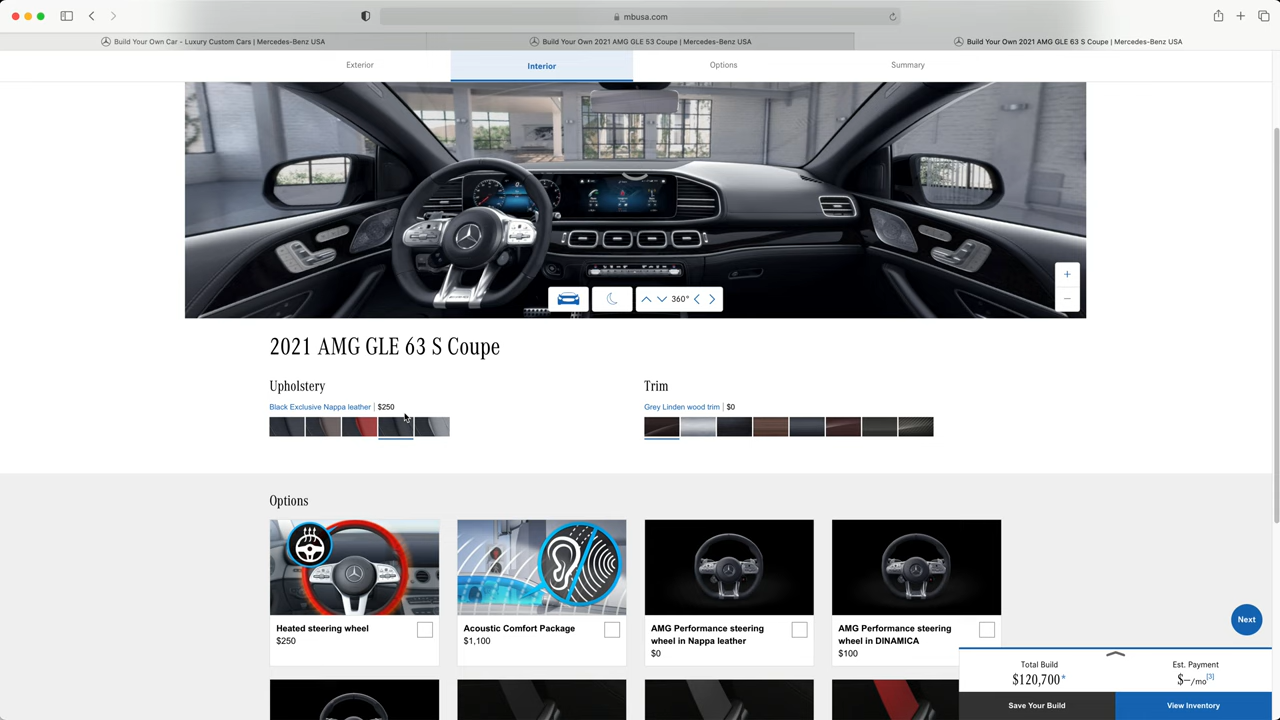 mbusa.com
Build Your Own Car - Luxury Custom Cars | Mercedes-Benz USA
Build Your Own 2021 AMG GLE 53 Coupe | Mercedes-Benz USA
Build Your Own 2021 AMG GLE 63 S Coupe | Mercedes-Benz USA
Exterior
Interior
Options
Summary
360°
+
−
2021 AMG GLE 63 S Coupe
Upholstery
Black Exclusive Nappa leather | $250
Trim
Grey Linden wood trim | $0
Options
Heated steering wheel
$250
Acoustic Comfort Package
$1,100
AMG Performance steering
wheel in Nappa leather
$0
AMG Performance steering
wheel in DINAMICA
$100
Next
Total Build
$120,700*
Est. Payment
$–/mo[3]
Save Your Build
View Inventory